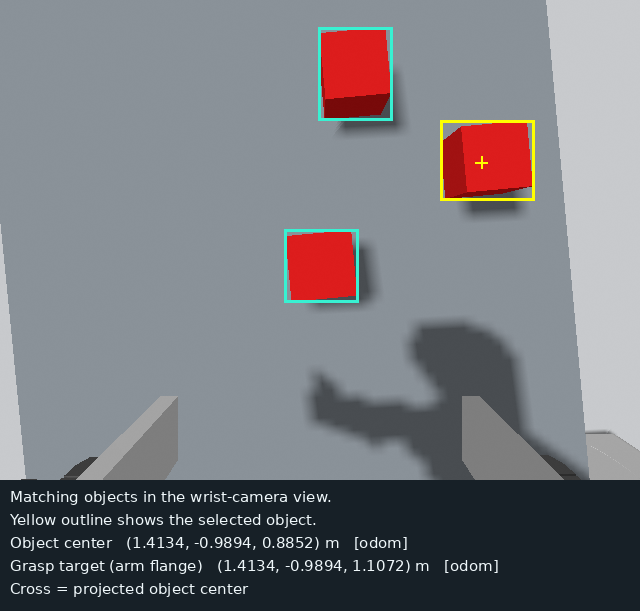 Matching objects in the wrist-camera view.
Yellow outline shows the selected object.
Object center   (1.4134, -0.9894, 0.8852) m   [odom]
Grasp target (arm flange)   (1.4134, -0.9894, 1.1072) m   [odom]
Cross = projected object center